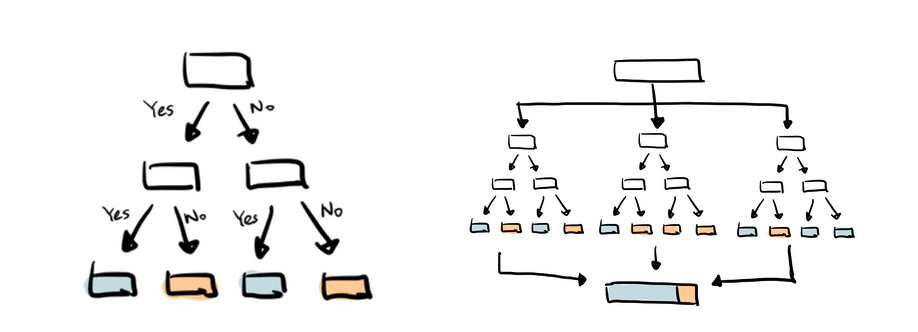 Yes No
Yes No Yes No